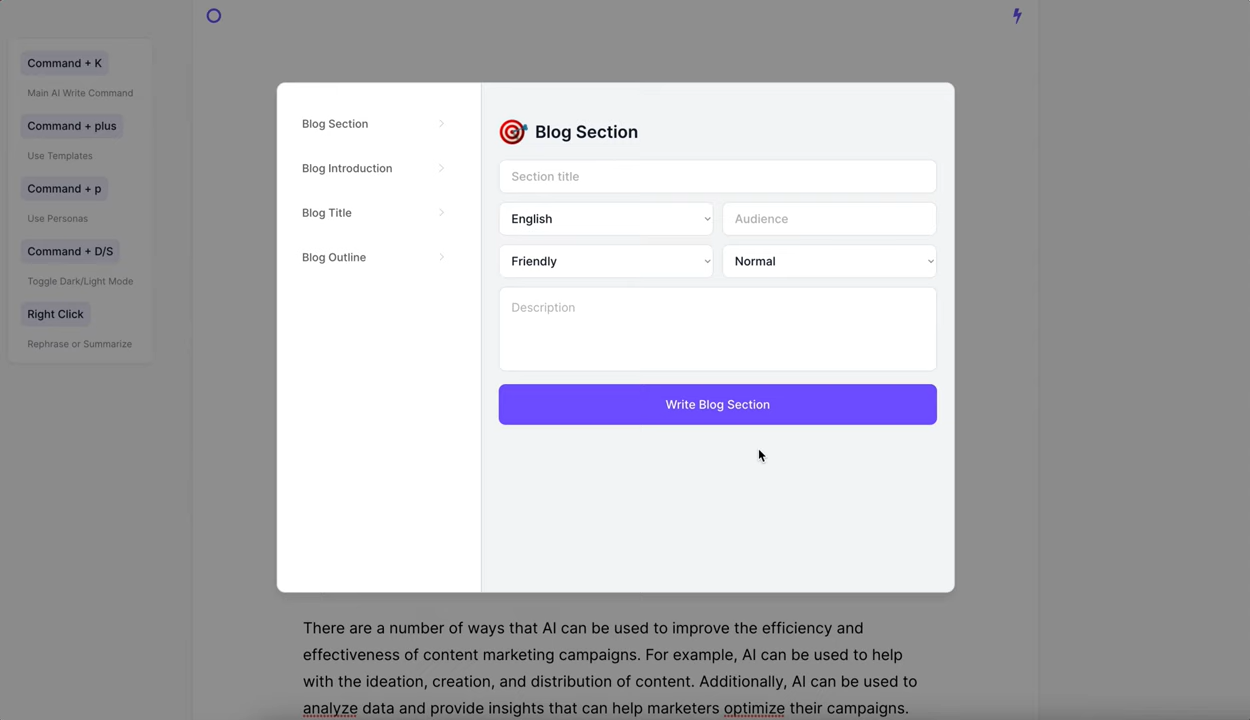 Command + K
Main AI Write Command
Command + plus
Use Templates
Command + p
Use Personas
Command + D/S
Toggle Dark/Light Mode
Right Click
Rephrase or Summarize
Blog Section
Blog Introduction
Blog Title
Blog Outline
Blog Section
Section title
English
Audience
Friendly
Normal
Description
Write Blog Section
There are a number of ways that AI can be used to improve the efficiency and
effectiveness of content marketing campaigns. For example, AI can be used to help
with the ideation, creation, and distribution of content. Additionally, AI can be used to
analyze data and provide insights that can help marketers optimize their campaigns.